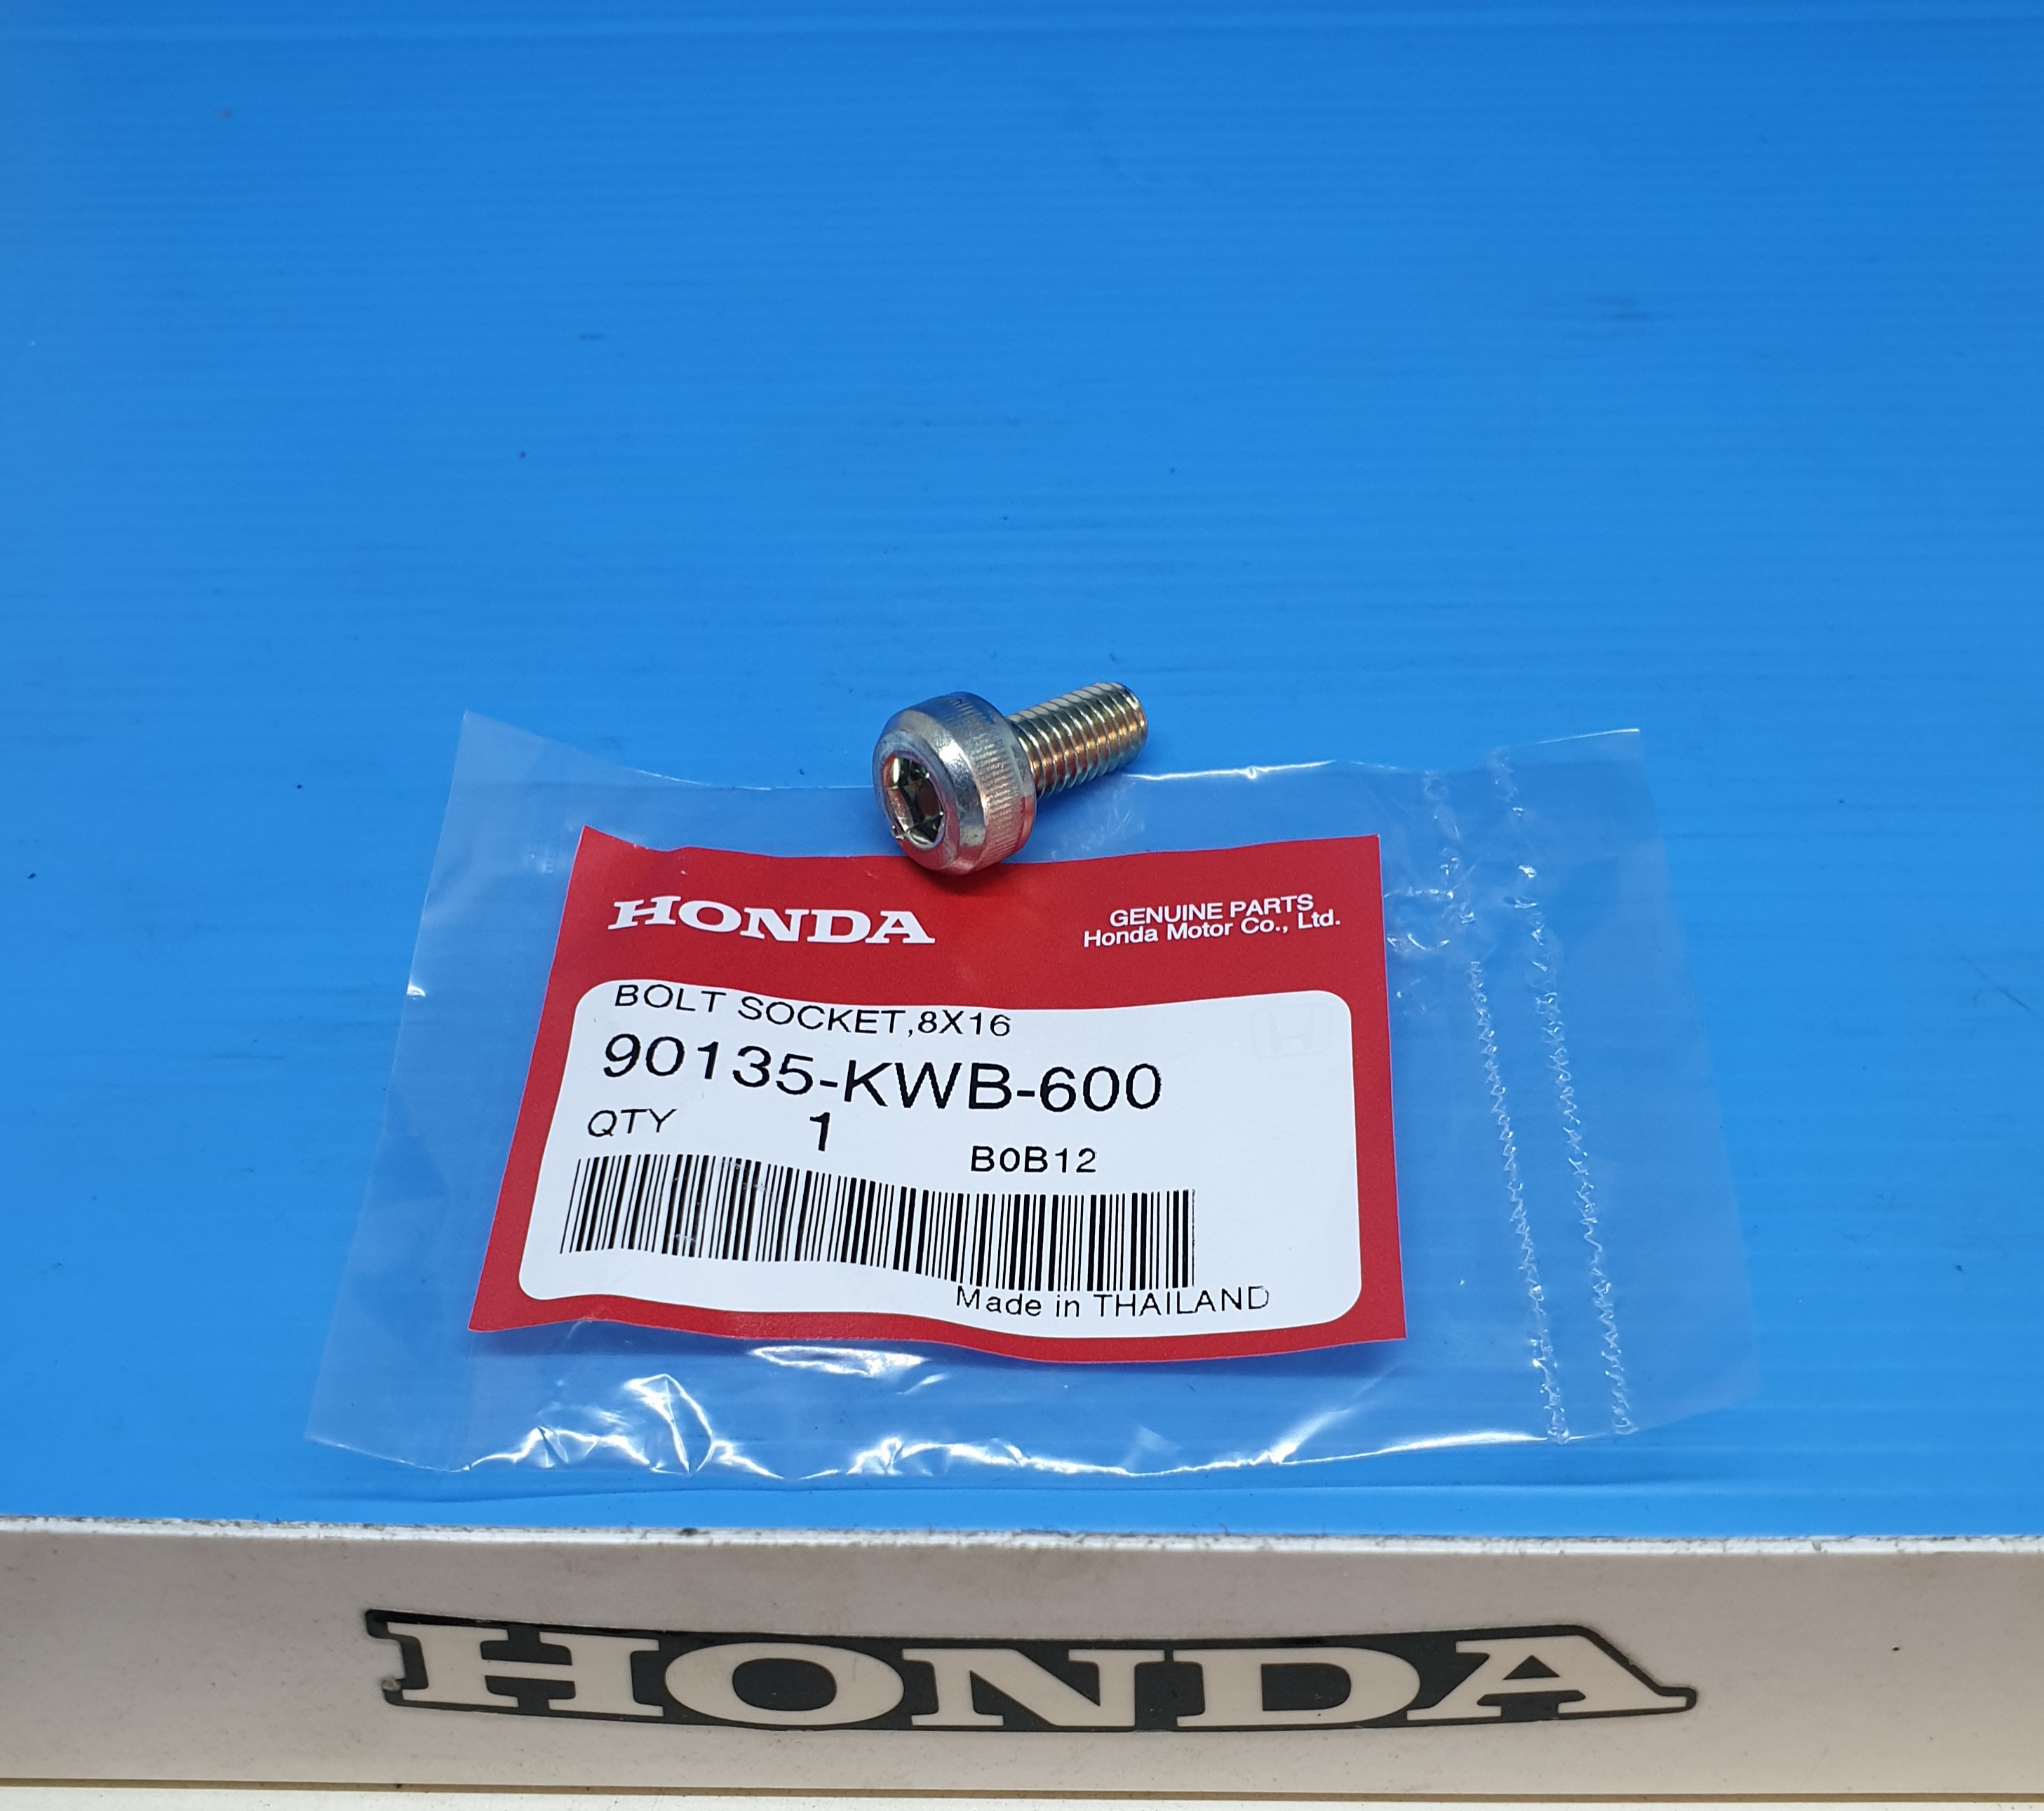 HONDA
GENUINE PARTS
Honda Motor Co., Ltd.
BOLT SOCKET,8X16
90135-KWB-600
QTY 1
B0B12
Made in THAILAND
HONDA